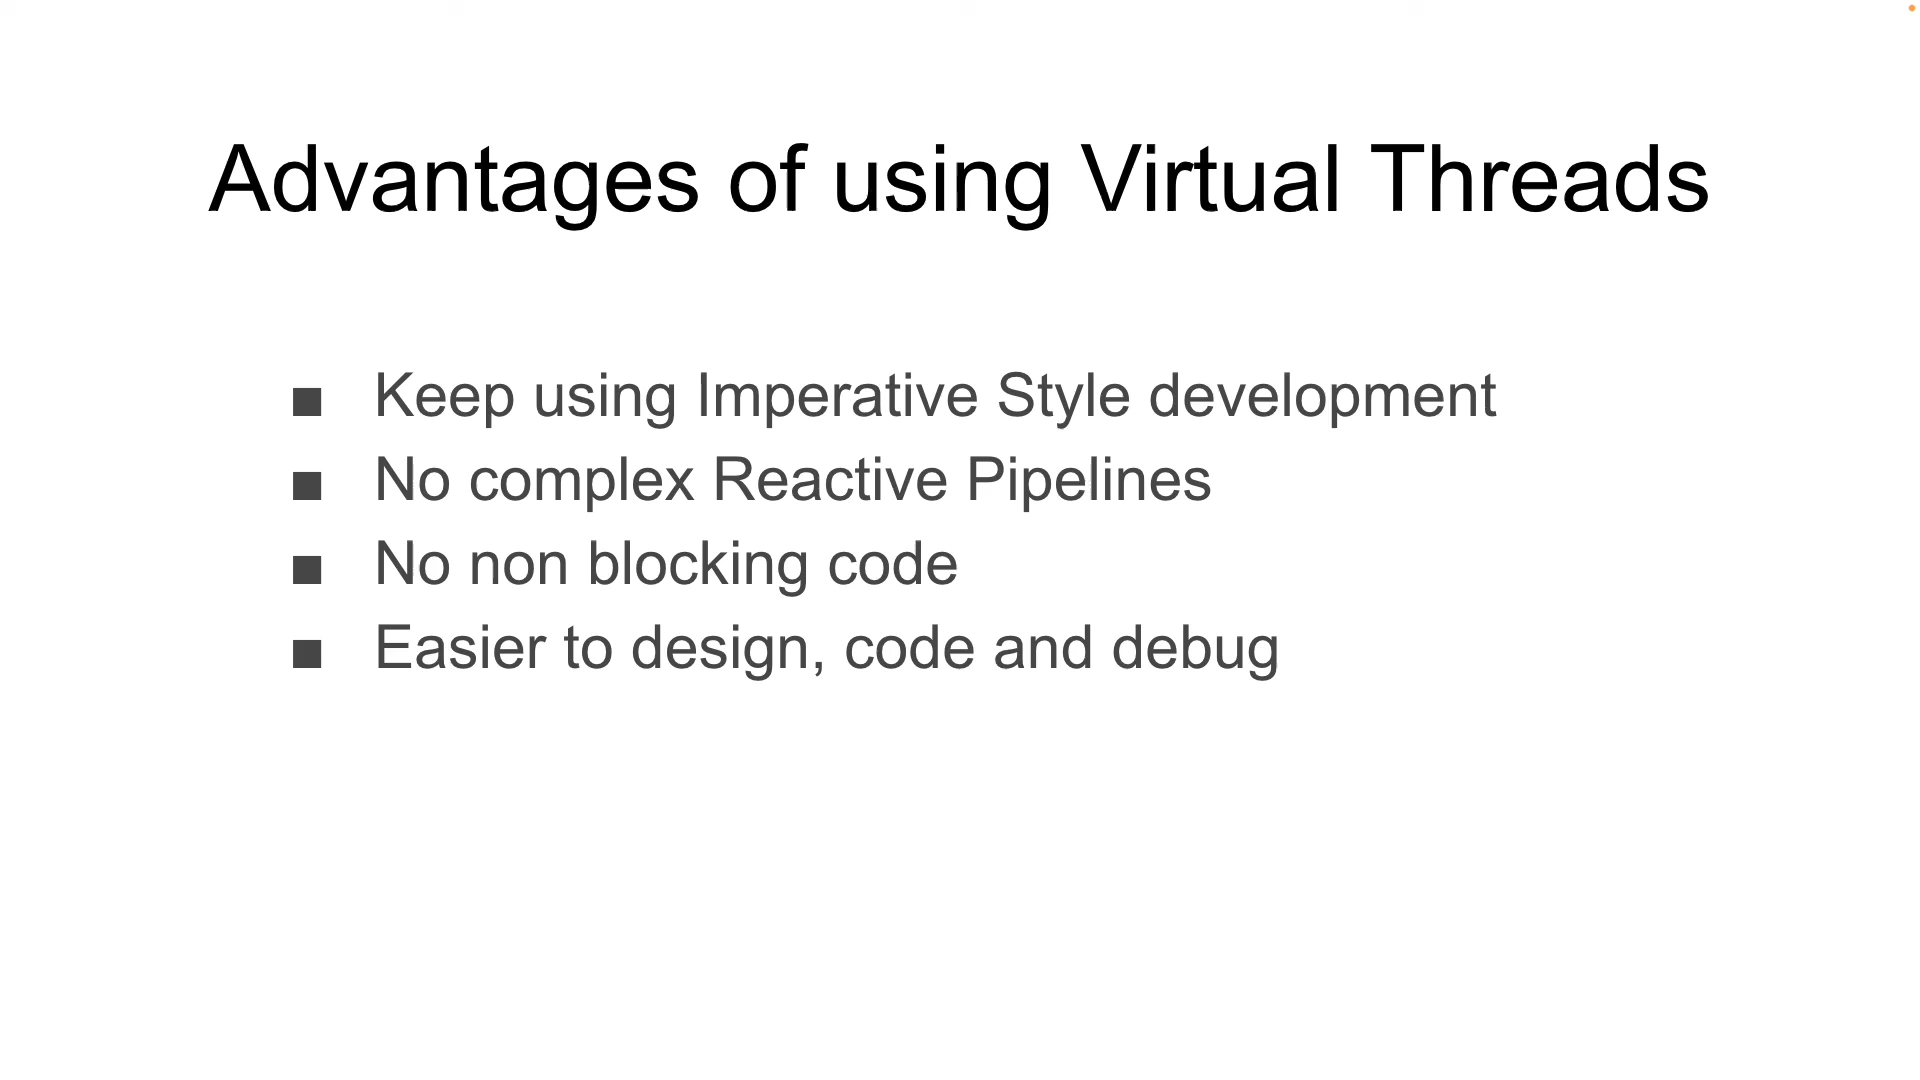 Advantages of using Virtual Threads
■ Keep using Imperative Style development
■ No complex Reactive Pipelines
■ No non blocking code
■ Easier to design, code and debug